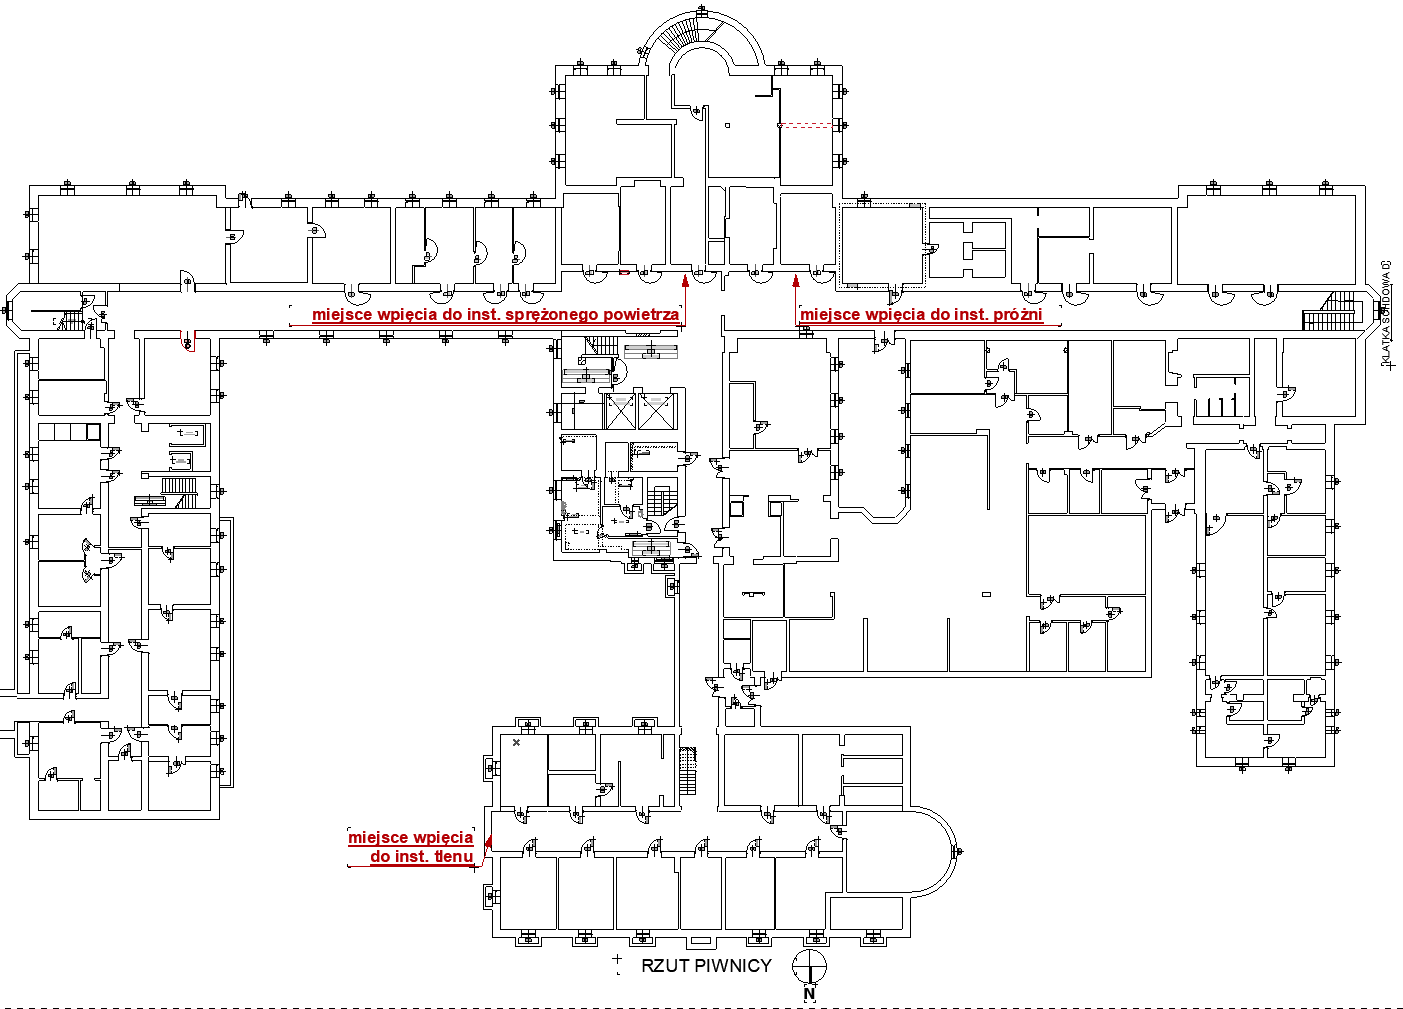 KLATKA SCHODOWA D
miejsce wpięcia do inst. sprężonego powietrza
miejsce wpięcia do inst. próżni
miejsce wpięcia
do inst. tlenu
RZUT PIWNICY
N